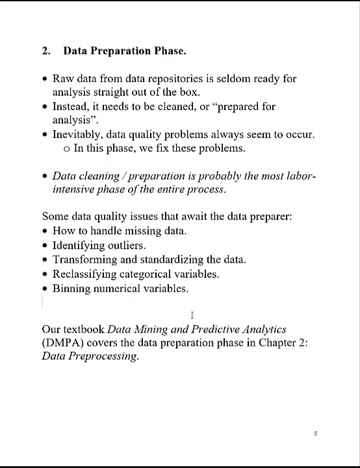 2. Data Preparation Phase.
• Raw data from data repositories is seldom ready for
analysis straight out of the box.
• Instead, it needs to be cleaned, or “prepared for
analysis”.
• Inevitably, data quality problems always seem to occur.
o In this phase, we fix these problems.
• Data cleaning / preparation is probably the most labor-
intensive phase of the entire process.
Some data quality issues that await the data preparer:
• How to handle missing data.
• Identifying outliers.
• Transforming and standardizing the data.
• Reclassifying categorical variables.
• Binning numerical variables.
Our textbook Data Mining and Predictive Analytics
(DMPA) covers the data preparation phase in Chapter 2:
Data Preprocessing.